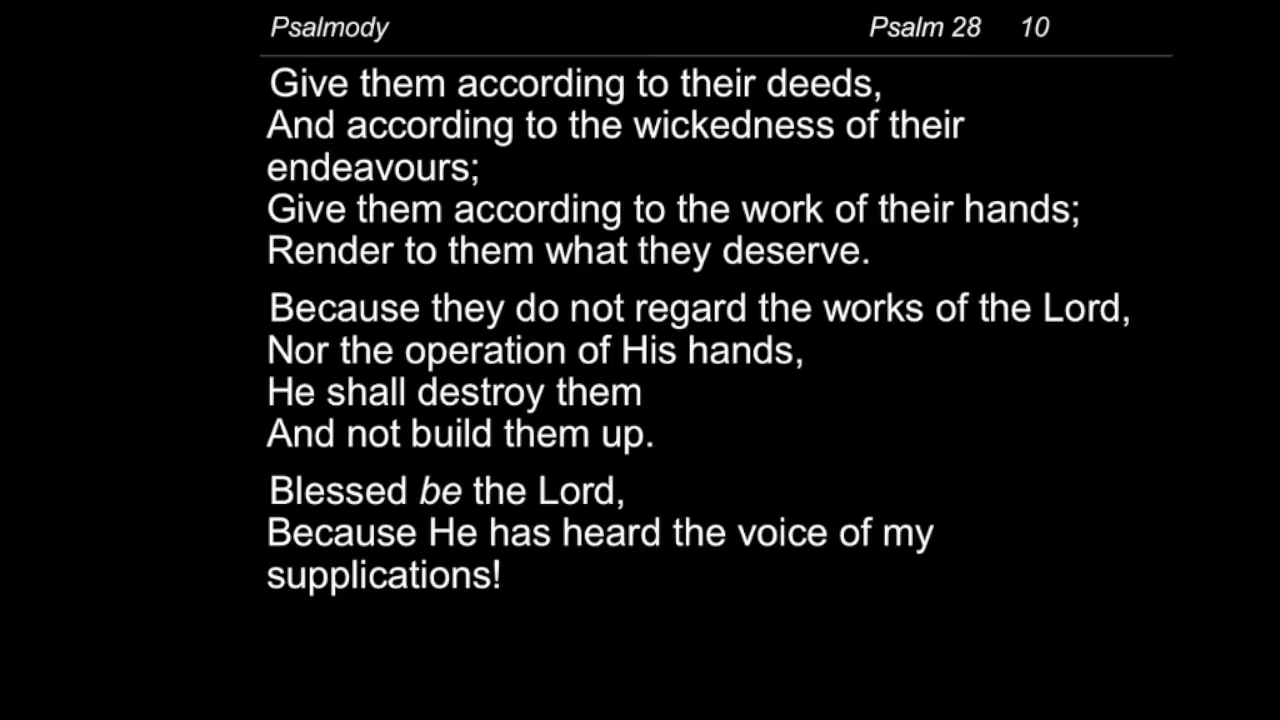 Psalmody Psalm 28 10
Give them according to their deeds,
And according to the wickedness of their
endeavours;
Give them according to the work of their hands;
Render to them what they deserve.
Because they do not regard the works of the Lord,
Nor the operation of His hands,
He shall destroy them
And not build them up.
Blessed be the Lord,
Because He has heard the voice of my
supplications!